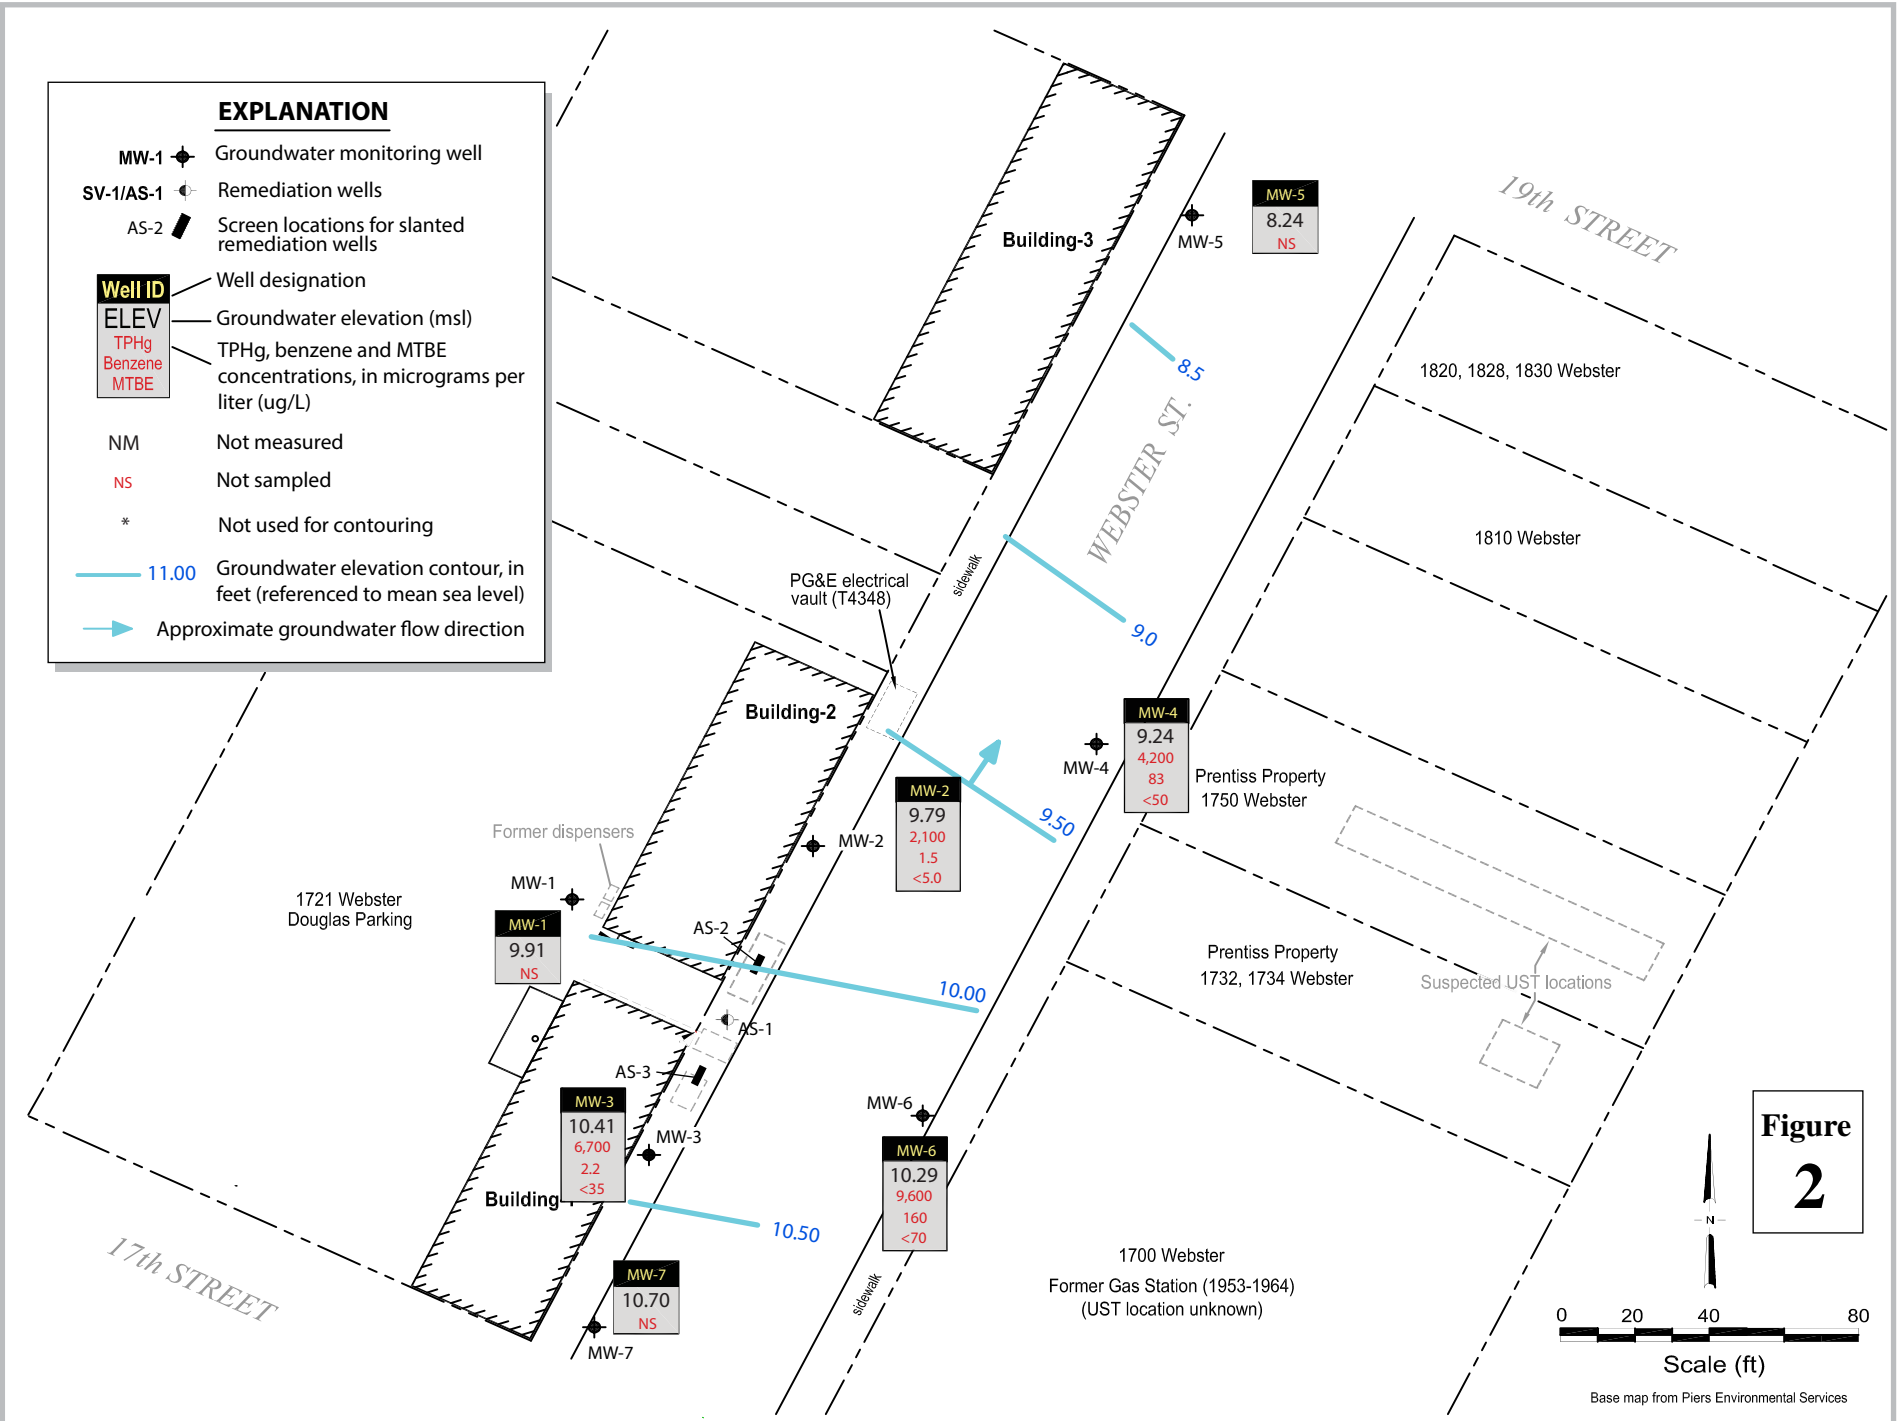 EXPLANATION
MW-1
Groundwater monitoring well
SV-1/AS-1
Remediation wells
AS-2
Screen locations for slanted
remediation wells
Well ID
Well designation
ELEV
Groundwater elevation (msl)
TPHg
Benzene
MTBE
TPHg, benzene and MTBE
concentrations, in micrograms per
liter (ug/L)
NM
Not measured
NS
Not sampled
*
Not used for contouring
11.00
Groundwater elevation contour, in
feet (referenced to mean sea level)
Approximate groundwater flow direction
Building-3
MW-5
MW-5
8.24
NS
19th STREET
8.5
WEBSTER ST.
1820, 1828, 1830 Webster
1810 Webster
sidewalk
PG&E electrical
vault (T4348)
9.0
Building-2
MW-4
MW-4
9.24
4,200
83
<50
Prentiss Property
1750 Webster
9.50
MW-2
MW-2
9.79
2,100
1.5
<5.0
Former dispensers
MW-1
MW-1
9.91
NS
1721 Webster
Douglas Parking
AS-2
10.00
Prentiss Property
1732, 1734 Webster
Suspected UST locations
AS-1
AS-3
MW-3
10.41
6,700
2.2
<35
MW-3
Building-
10.50
MW-6
MW-6
10.29
9,600
160
<70
17th STREET
MW-7
10.70
NS
MW-7
sidewalk
1700 Webster
Former Gas Station (1953-1964)
(UST location unknown)
Figure
2
N
0 20 40 80
Scale (ft)
Base map from Piers Environmental Services